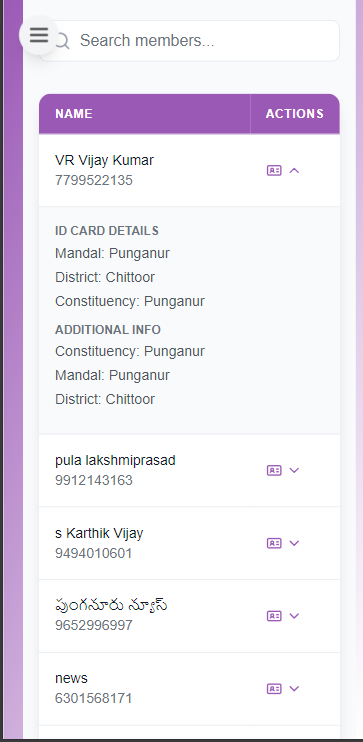 Search members...
NAME ACTIONS
VR Vijay Kumar
7799522135
ID CARD DETAILS
Mandal: Punganur
District: Chittoor
Constituency: Punganur
ADDITIONAL INFO
Constituency: Punganur
Mandal: Punganur
District: Chittoor
pula lakshmiprasad
9912143163
s Karthik Vijay
9494010601
పుంగనూరు న్యూస్
9652996997
news
6301568171